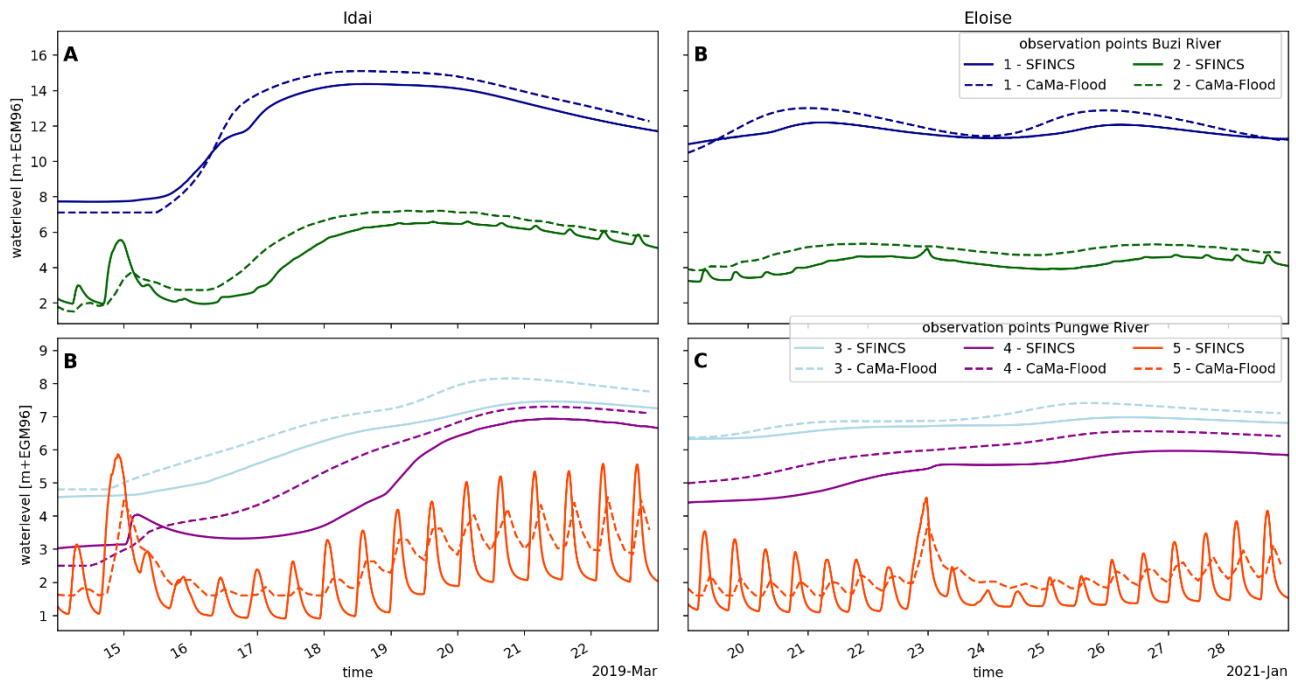 Idai
Eloise
A
16
14
12
10
8
6
4
2
waterlevel [m+EGM96]
B
observation points Buzi River
1 - SFINCS
2 - SFINCS
1 - CaMa-Flood
2 - CaMa-Flood
B
9
8
7
6
5
4
3
2
1
waterlevel [m+EGM96]
15
16
17
18
19
20
21
22
time
2019-Mar
C
observation points Pungwe River
3 - SFINCS
4 - SFINCS
5 - SFINCS
3 - CaMa-Flood
4 - CaMa-Flood
5 - CaMa-Flood
20
21
22
23
24
25
26
27
28
time
2021-Jan